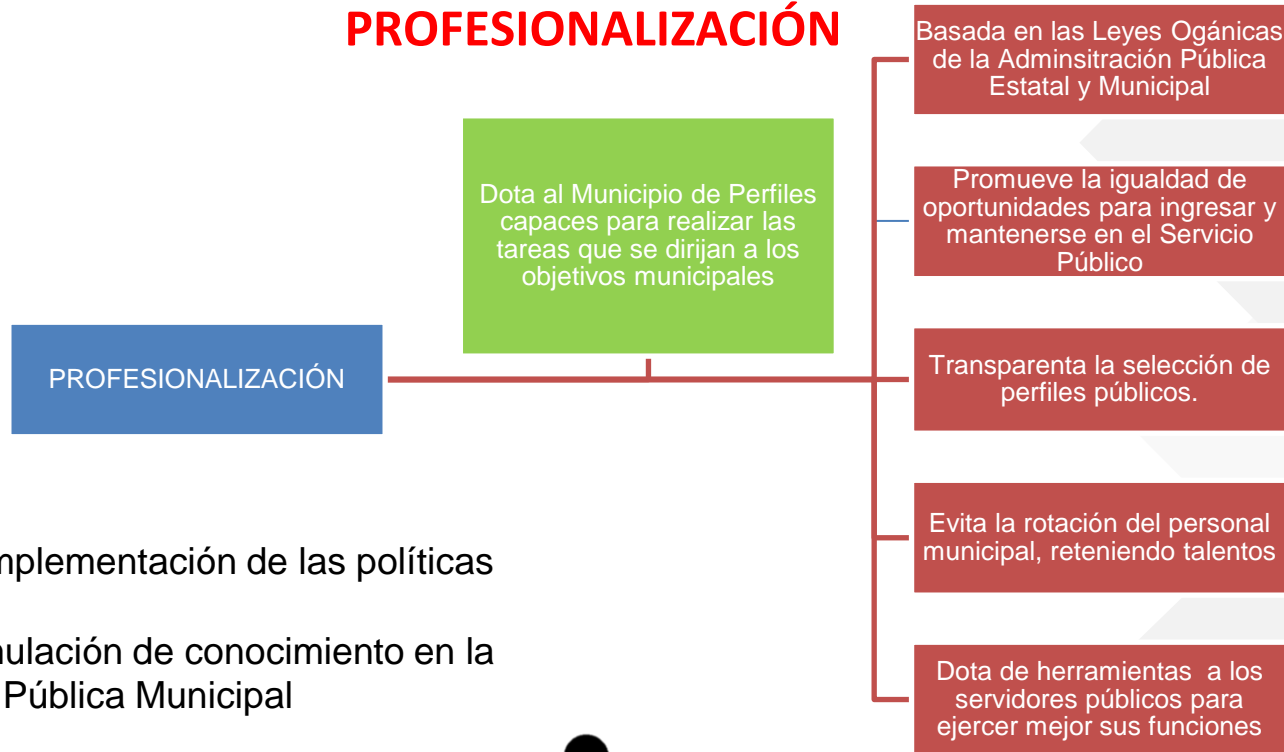 PROFESIONALIZACIÓN
Basada en las Leyes Ogánicas
de la Adminsitración Pública
Estatal y Municipal
Dota al Municipio de Perfiles
capaces para realizar las
tareas que se dirijan a los
objetivos municipales
Promueve la igualdad de
oportunidades para ingresar y
mantenerse en el Servicio
Público
PROFESIONALIZACIÓN
Transparenta la selección de
perfiles públicos.
Evita la rotación del personal
municipal, reteniendo talentos
Dota de herramientas a los
servidores públicos para
ejercer mejor sus funciones
mplementación de las políticas
ulación de conocimiento en la
Pública Municipal